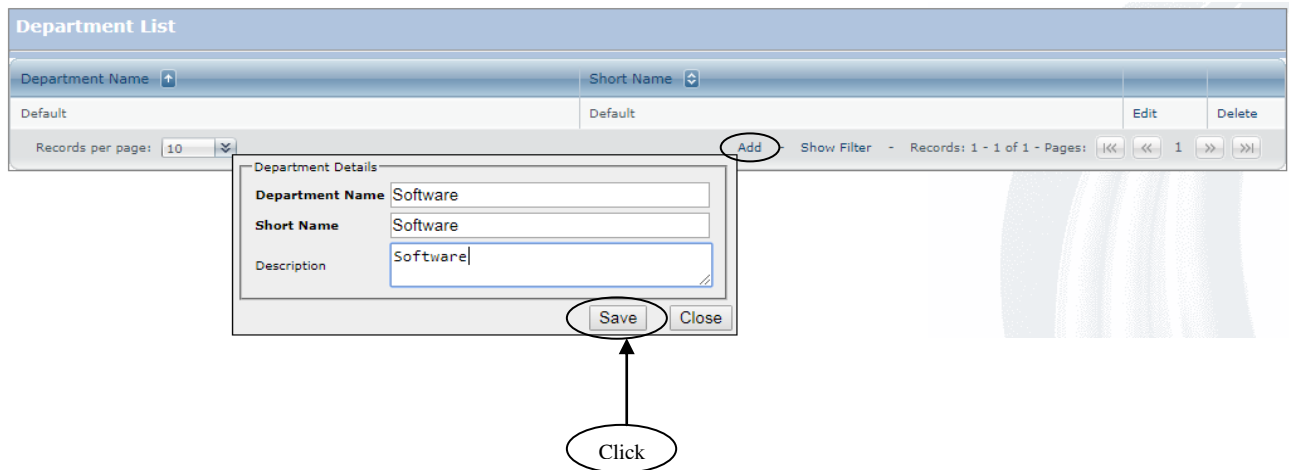 Department List
Department Name Short Name
Default Default Edit Delete
Records per page: 10 Add - Show Filter - Records: 1 - 1 of 1 - Pages: 1
Department Details
Department Name Software
Short Name Software
Description Software
Save Close
Click